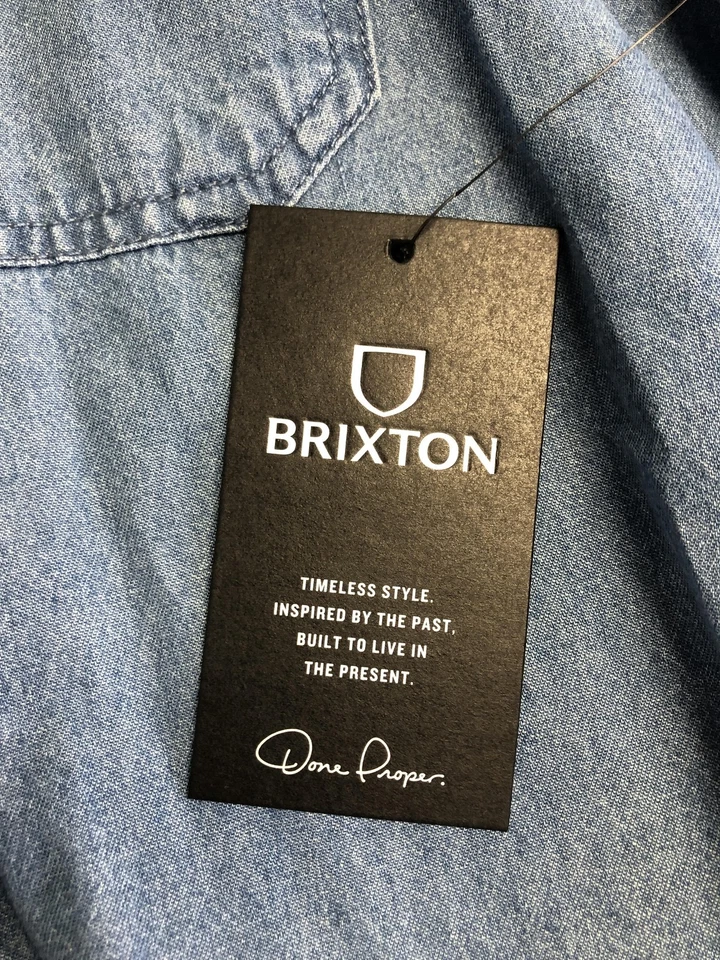 BRIXTON
TIMELESS STYLE.
INSPIRED BY THE PAST,
BUILT TO LIVE IN
THE PRESENT.
Done Proper.